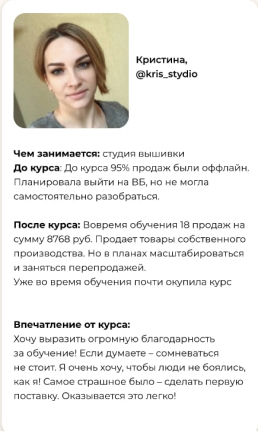 Кристина,
@kris_stydio
Чем занимается: студия вышивки
До курса: До курса 95% продаж были оффлайн.
Планировала выйти на ВБ, но не могла
самостоятельно разобраться.
После курса: Вовремя обучения 18 продаж на
сумму 8768 руб. Продает товары собственного
производства. Но в планах масштабироваться
и заняться перепродажей.
Уже во время обучения почти окупила курс
Впечатление от курса:
Хочу выразить огромную благодарность
за обучение! Если думаете – сомневаться
не стоит. Я очень хочу, чтобы люди не боялись,
как я! Самое страшное было – сделать первую
поставку. Оказывается это легко!